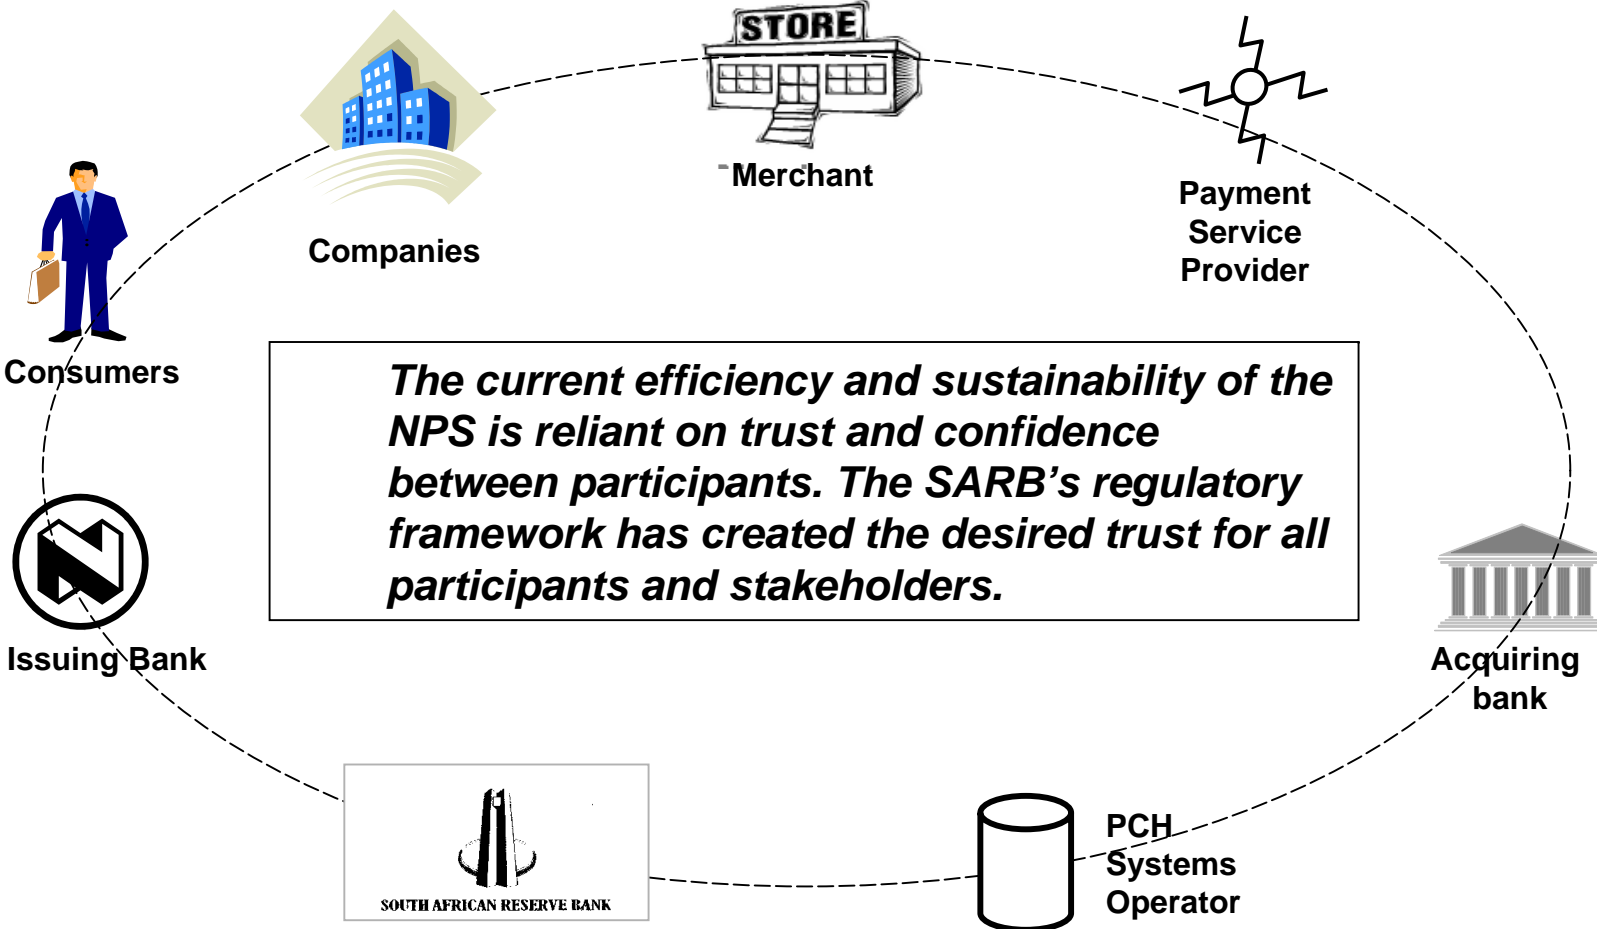 STORE
Merchant
Companies
Payment
Service
Provider
Consumers
The current efficiency and sustainability of the
NPS is reliant on trust and confidence
between participants. The SARB’s regulatory
framework has created the desired trust for all
participants and stakeholders.
Issuing Bank
Acquiring
bank
SOUTH AFRICAN RESERVE BANK
PCH
Systems
Operator